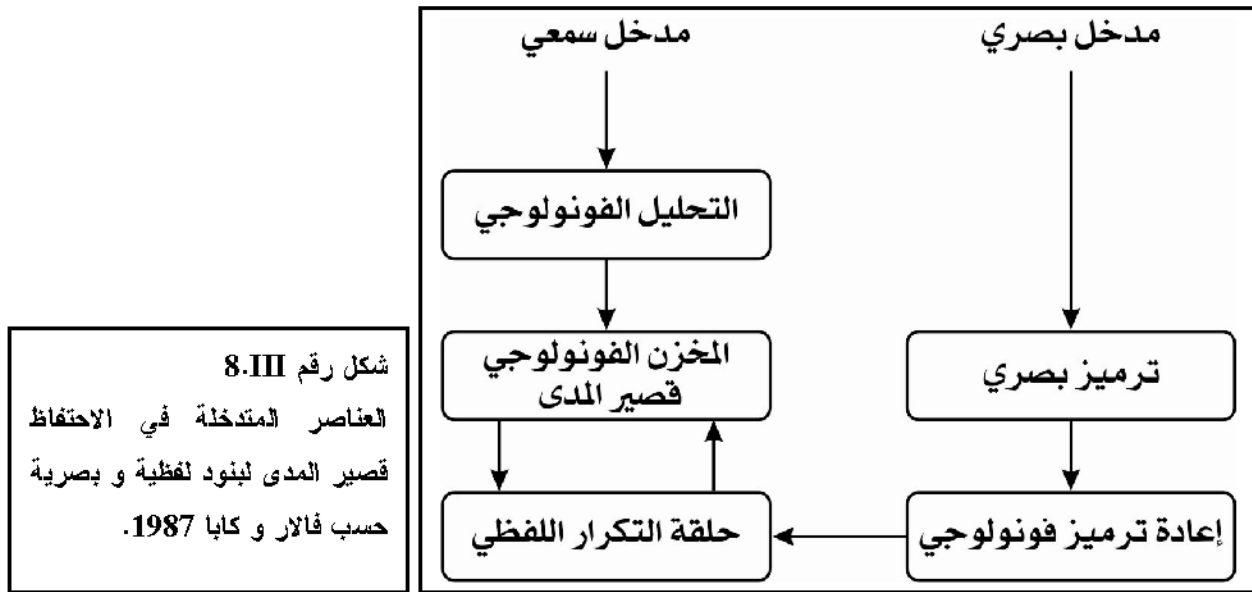 مدخل بصري
مدخل سمعي
التحليل الفونولوجي
المخزن الفونولوجي
قصير المدى
ترميز بصري
حلقة التكرار اللفظي
إعادة ترميز فونولوجي
شكل رقم 8.III
العناصر المتدخلة في الاحتفاظ
قصير المدى لبنود لفظية و بصرية
حسب فالار و كابا 1987.